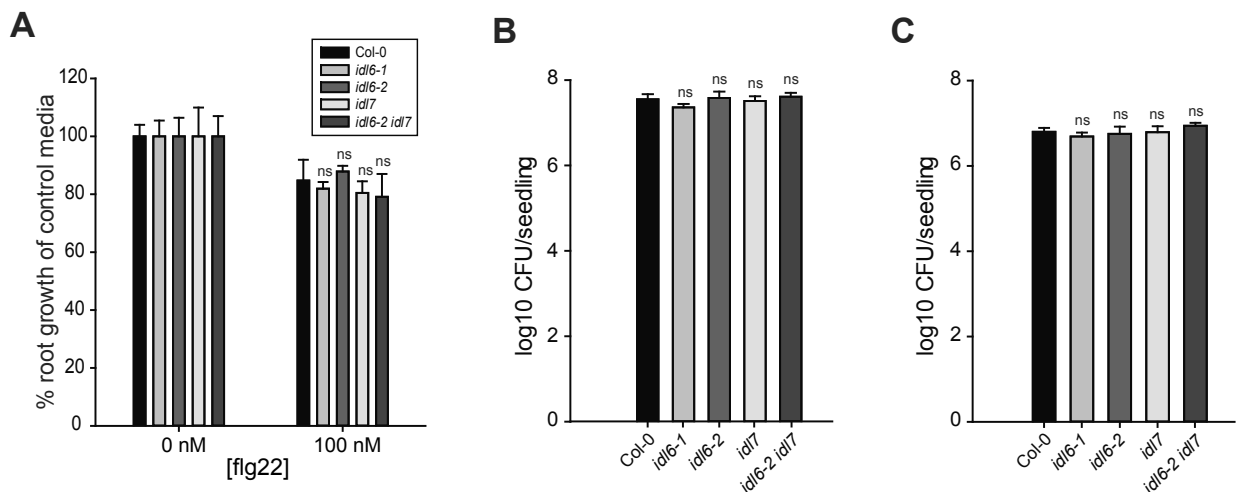 A
Col-0
idl6-1
idl6-2
idl7
idl6-2 idl7
120
100
80
60
40
20
0
% root growth of control media
ns
ns
ns
ns
0 nM
100 nM
[flg22]
B
8
6
4
2
0
log10 CFU/seedling
ns
ns
ns
ns
Col-0
idl6-1
idl6-2
idl7
idl6-2 idl7
C
8
6
4
2
0
log10 CFU/seedling
ns
ns
ns
ns
Col-0
idl6-1
idl6-2
idl7
idl6-2 idl7